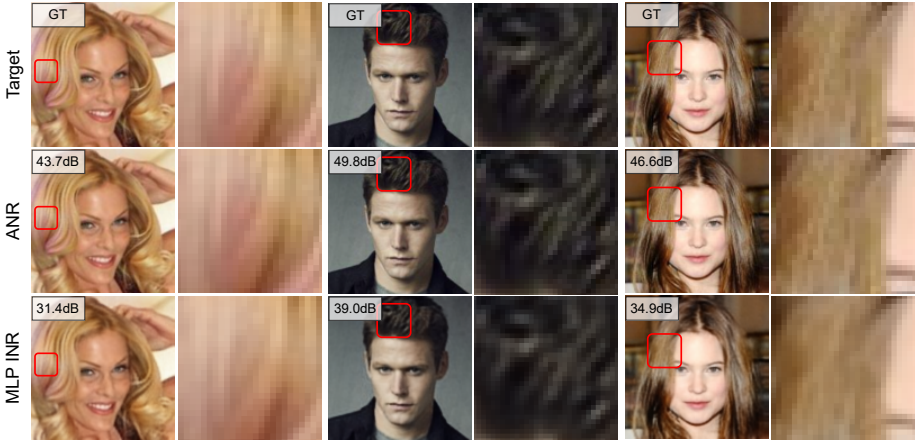 Target
GT
GT
GT
ANR
43.7dB
49.8dB
46.6dB
MLP INR
31.4dB
39.0dB
34.9dB